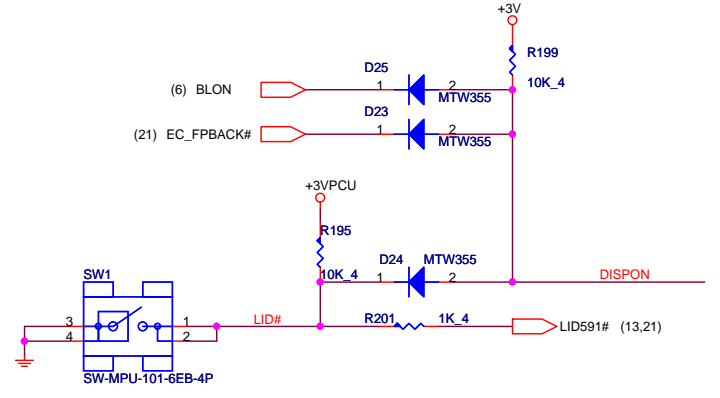 +3V
R199
10K_4
D25
(6) BLON
1
2
MTW355
D23
(21) EC_FPBACK#
1
2
MTW355
+3VPCU
R195
10K_4
D24
MTW355
1
2
DISPON
SW1
3
4
1
2
LID#
R201
1K_4
LID591# (13,21)
SW-MPU-101-6EB-4P